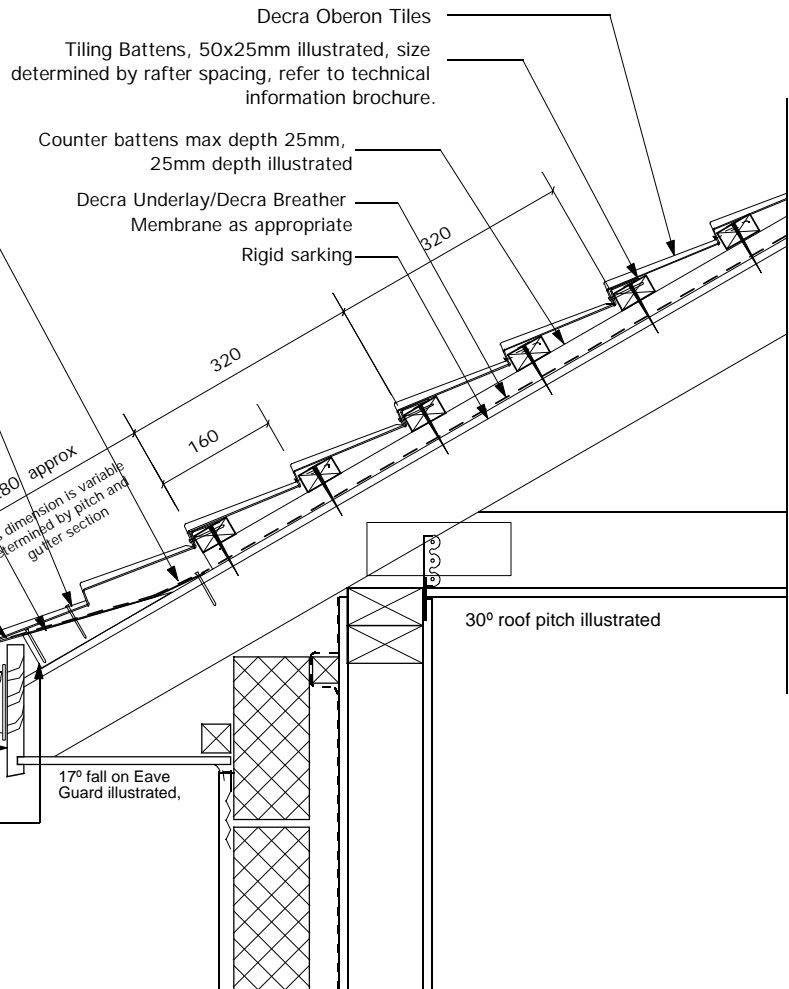 Decra Oberon Tiles
Tiling Battens, 50x25mm illustrated, size
determined by rafter spacing, refer to technical
information brochure.
Counter battens max depth 25mm,
25mm depth illustrated
Decra Underlay/Decra Breather
Membrane as appropriate
Rigid sarking
320
320
160
80 approx
s dimension is variable
etermined by pitch and
gutter section
30º roof pitch illustrated
17º fall on Eave
Guard illustrated,